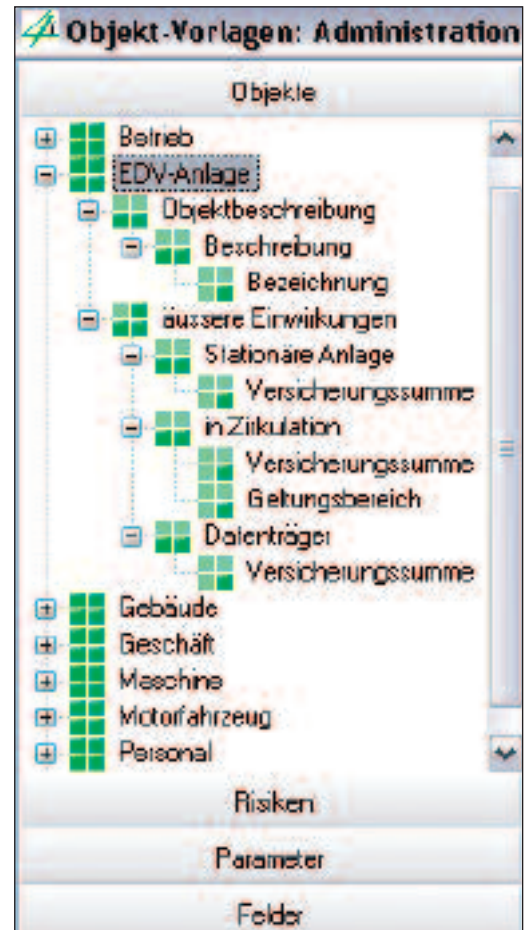 Objekt-Vorlagen: Administration
Objekte
Betrieb
EDV-Anlage
Objektbeschreibung
Beschreibung
Bezeichnung
äussere Einwirkungen
Stationäre Anlage
Versicherungssumme
in Zirkulation
Versicherungssumme
Geltungsbereich
Datenträger
Versicherungssumme
Gebäude
Geschäft
Maschine
Motorfahrzeug
Personal
Risiken
Parameter
Felder